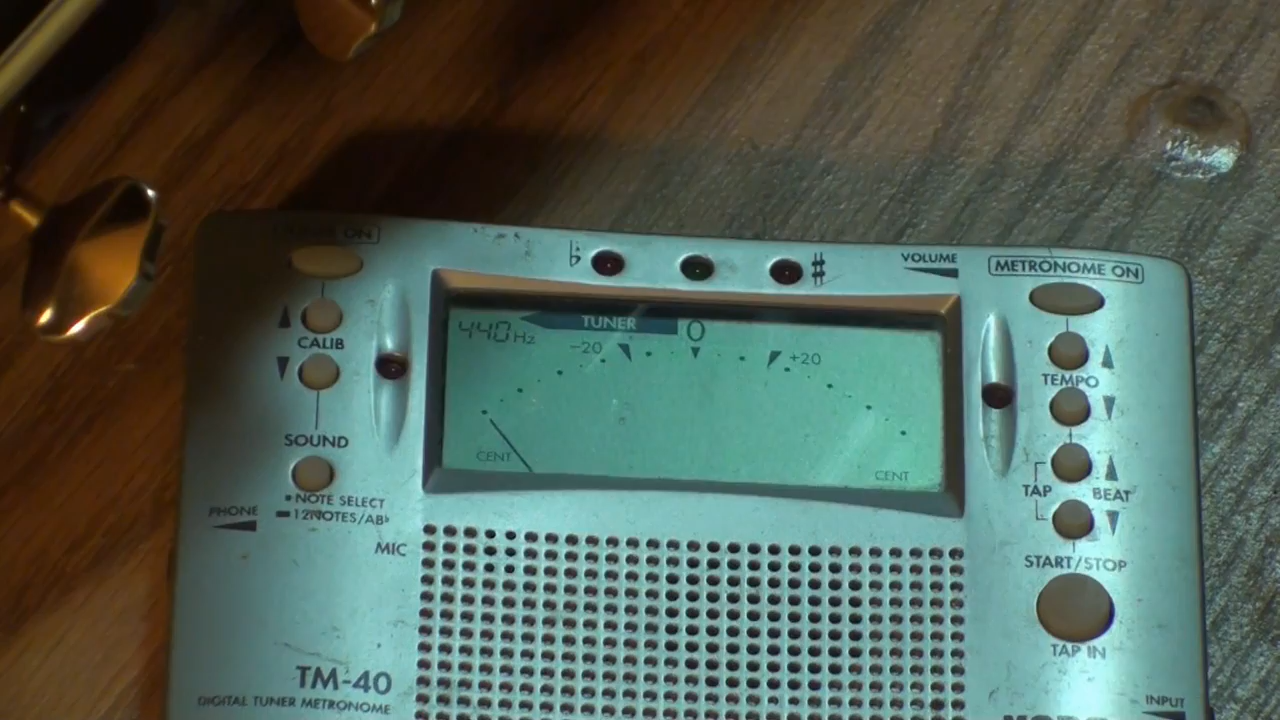 ON
♭
♯
VOLUME
METRONOME ON
CALIB
440Hz
TUNER
0
-20
+20
TEMPO
SOUND
CENT
CENT
TAP
BEAT
NOTE SELECT
12NOTES/AB♭
PHONE
MIC
START/STOP
TAP IN
TM-40
DIGITAL TUNER METRONOME
INPUT